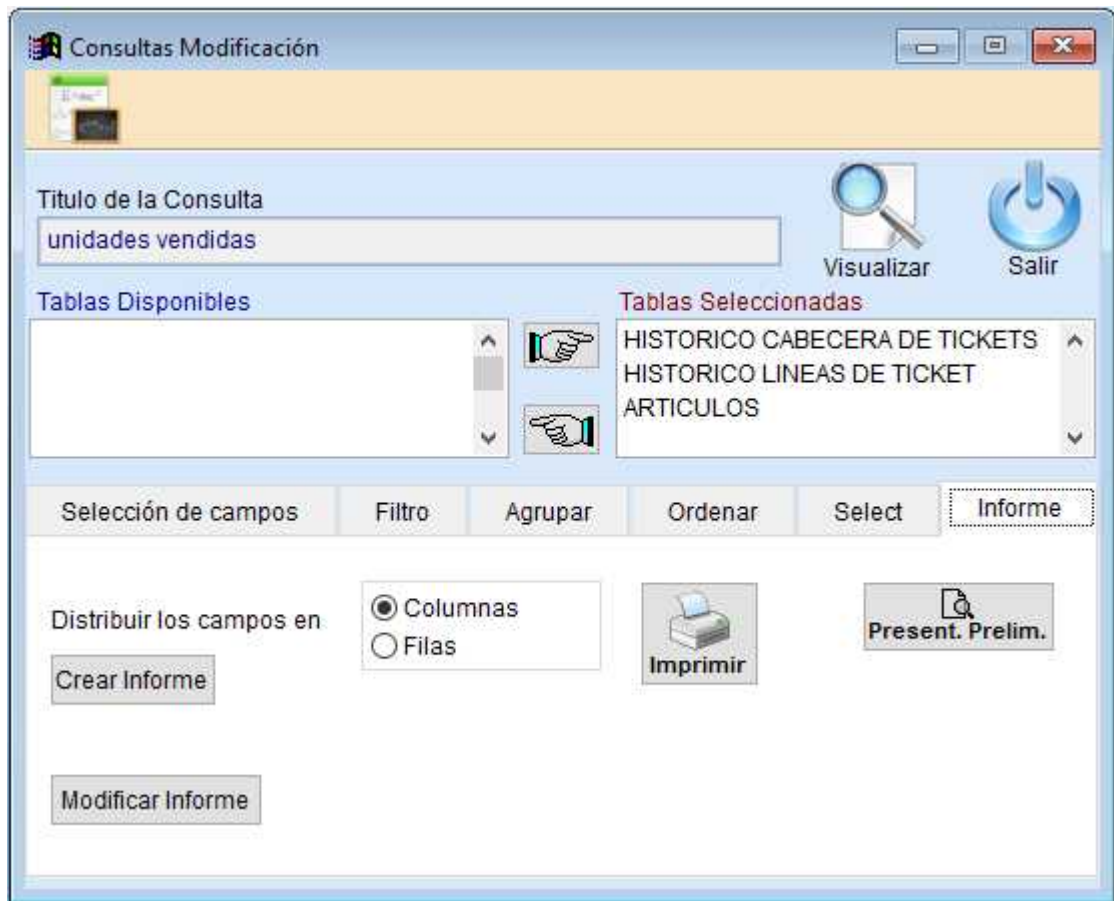 Consultas Modificación
Titulo de la Consulta
unidades vendidas
Visualizar
Salir
Tablas Disponibles
Tablas Seleccionadas
HISTORICO CABECERA DE TICKETS
HISTORICO LINEAS DE TICKET
ARTICULOS
Selección de campos
Filtro
Agrupar
Ordenar
Select
Informe
Distribuir los campos en
Columnas
Filas
Imprimir
Present. Prelim.
Crear Informe
Modificar Informe